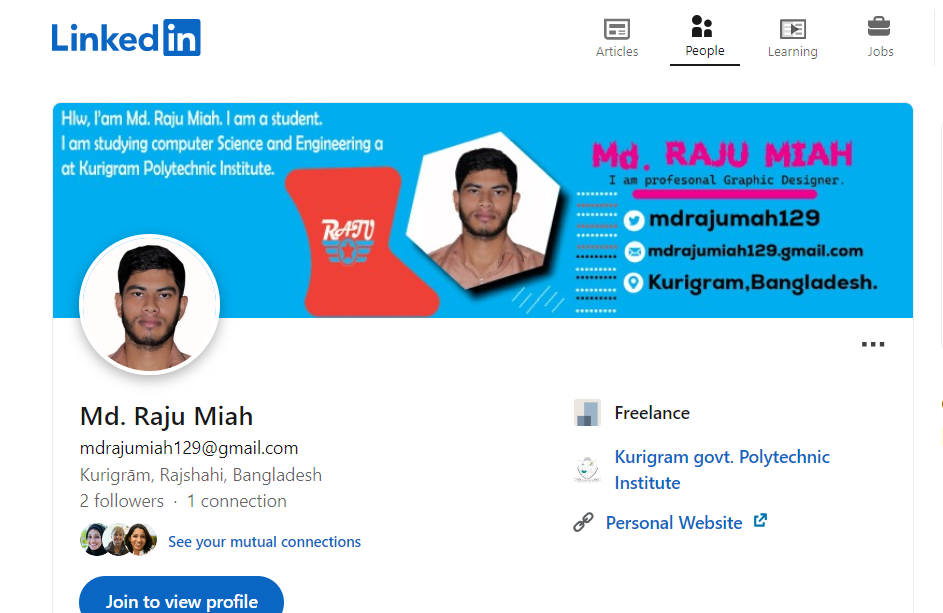 Linked in
Articles
People
Learning
Jobs
Hlw, I'am Md. Raju Miah. I am a student.
I am studying computer Science and Engineering a
at Kurigram Polytechnic Institute.
RAJU
Md. RAJU MIAH
I am profesonal Graphic Designer.
mdrajumah129
mdrajumiah129.gmail.com
Kurigram,Bangladesh.
Md. Raju Miah
mdrajumiah129@gmail.com
Kurigrām, Rajshahi, Bangladesh
2 followers · 1 connection
See your mutual connections
Join to view profile
Freelance
Kurigram govt. Polytechnic
Institute
Personal Website